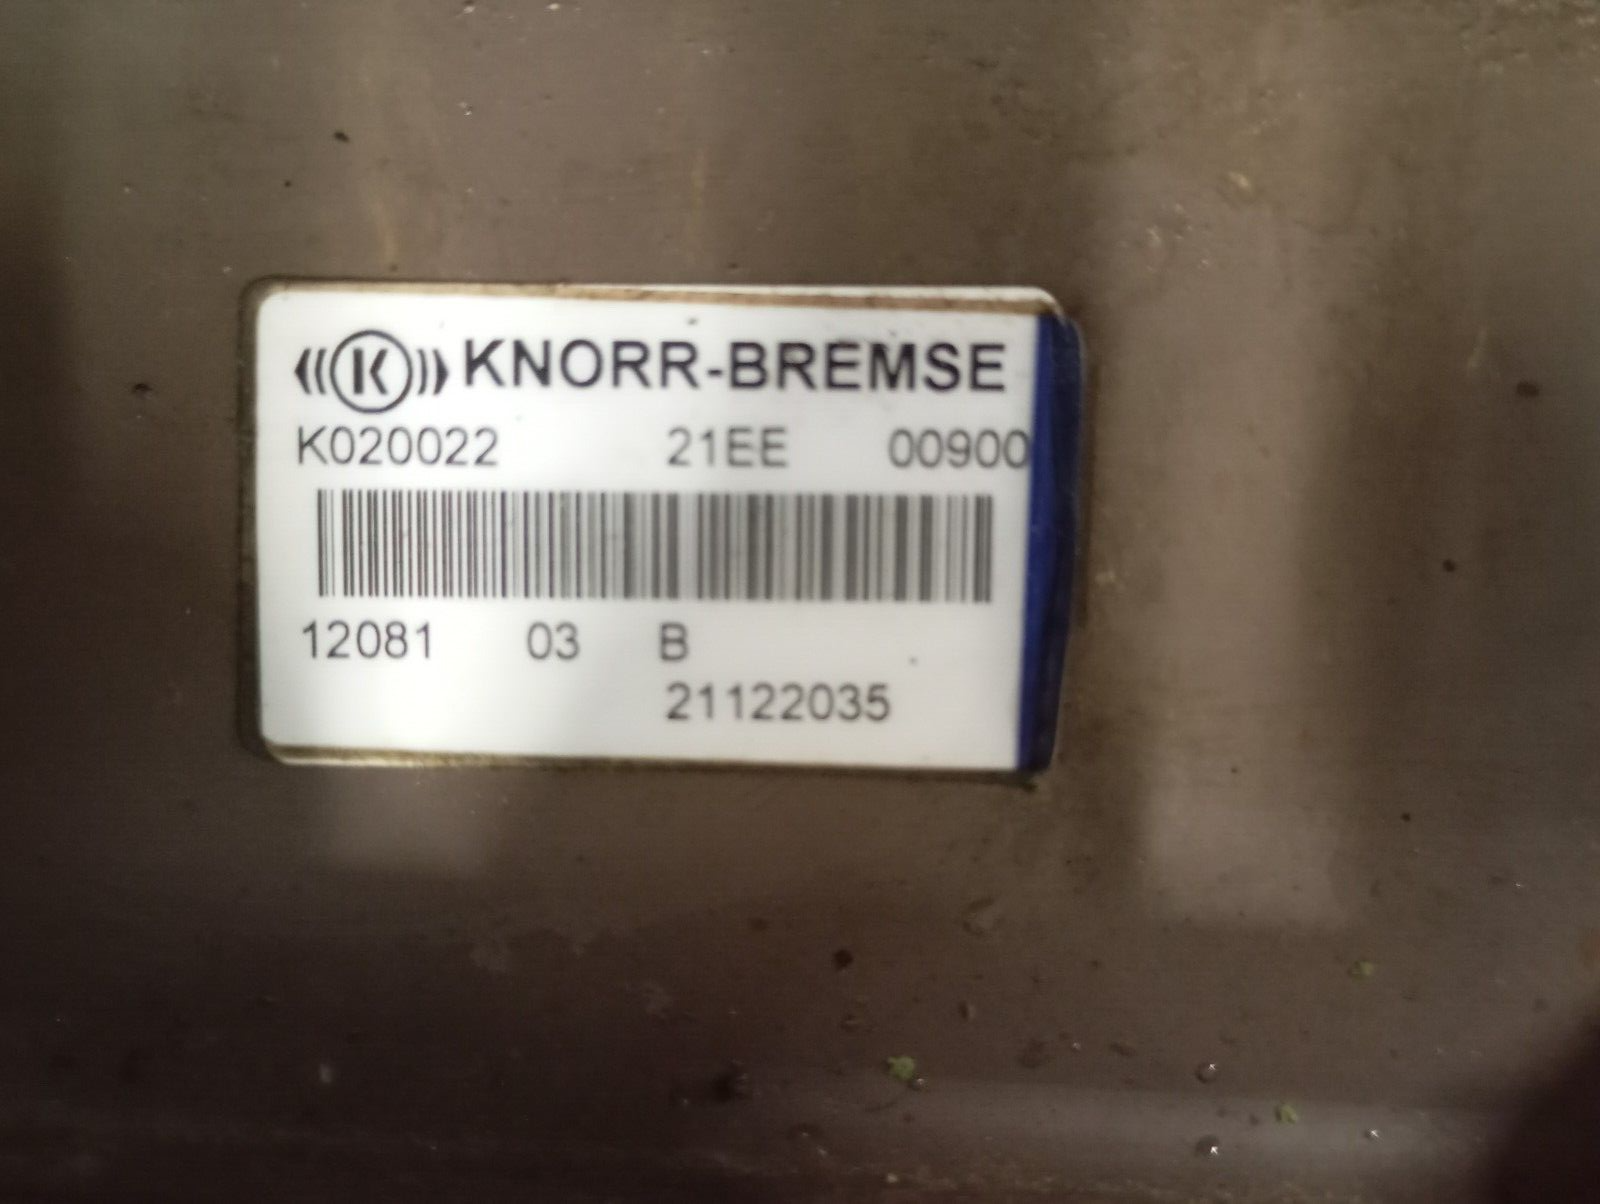 KNORR-BREMSE
K020022 21EE 00900
12081 03 B
21122035